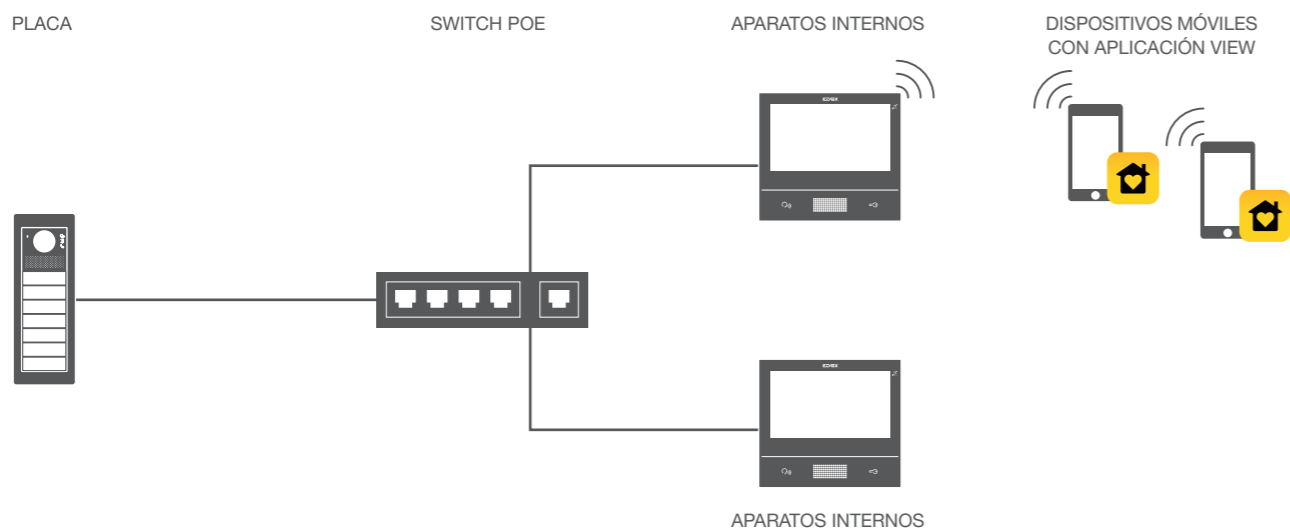 PLACA
SWITCH POE
APARATOS INTERNOS
DISPOSITIVOS MÓVILES
CON APLICACIÓN VIEW
APARATOS INTERNOS